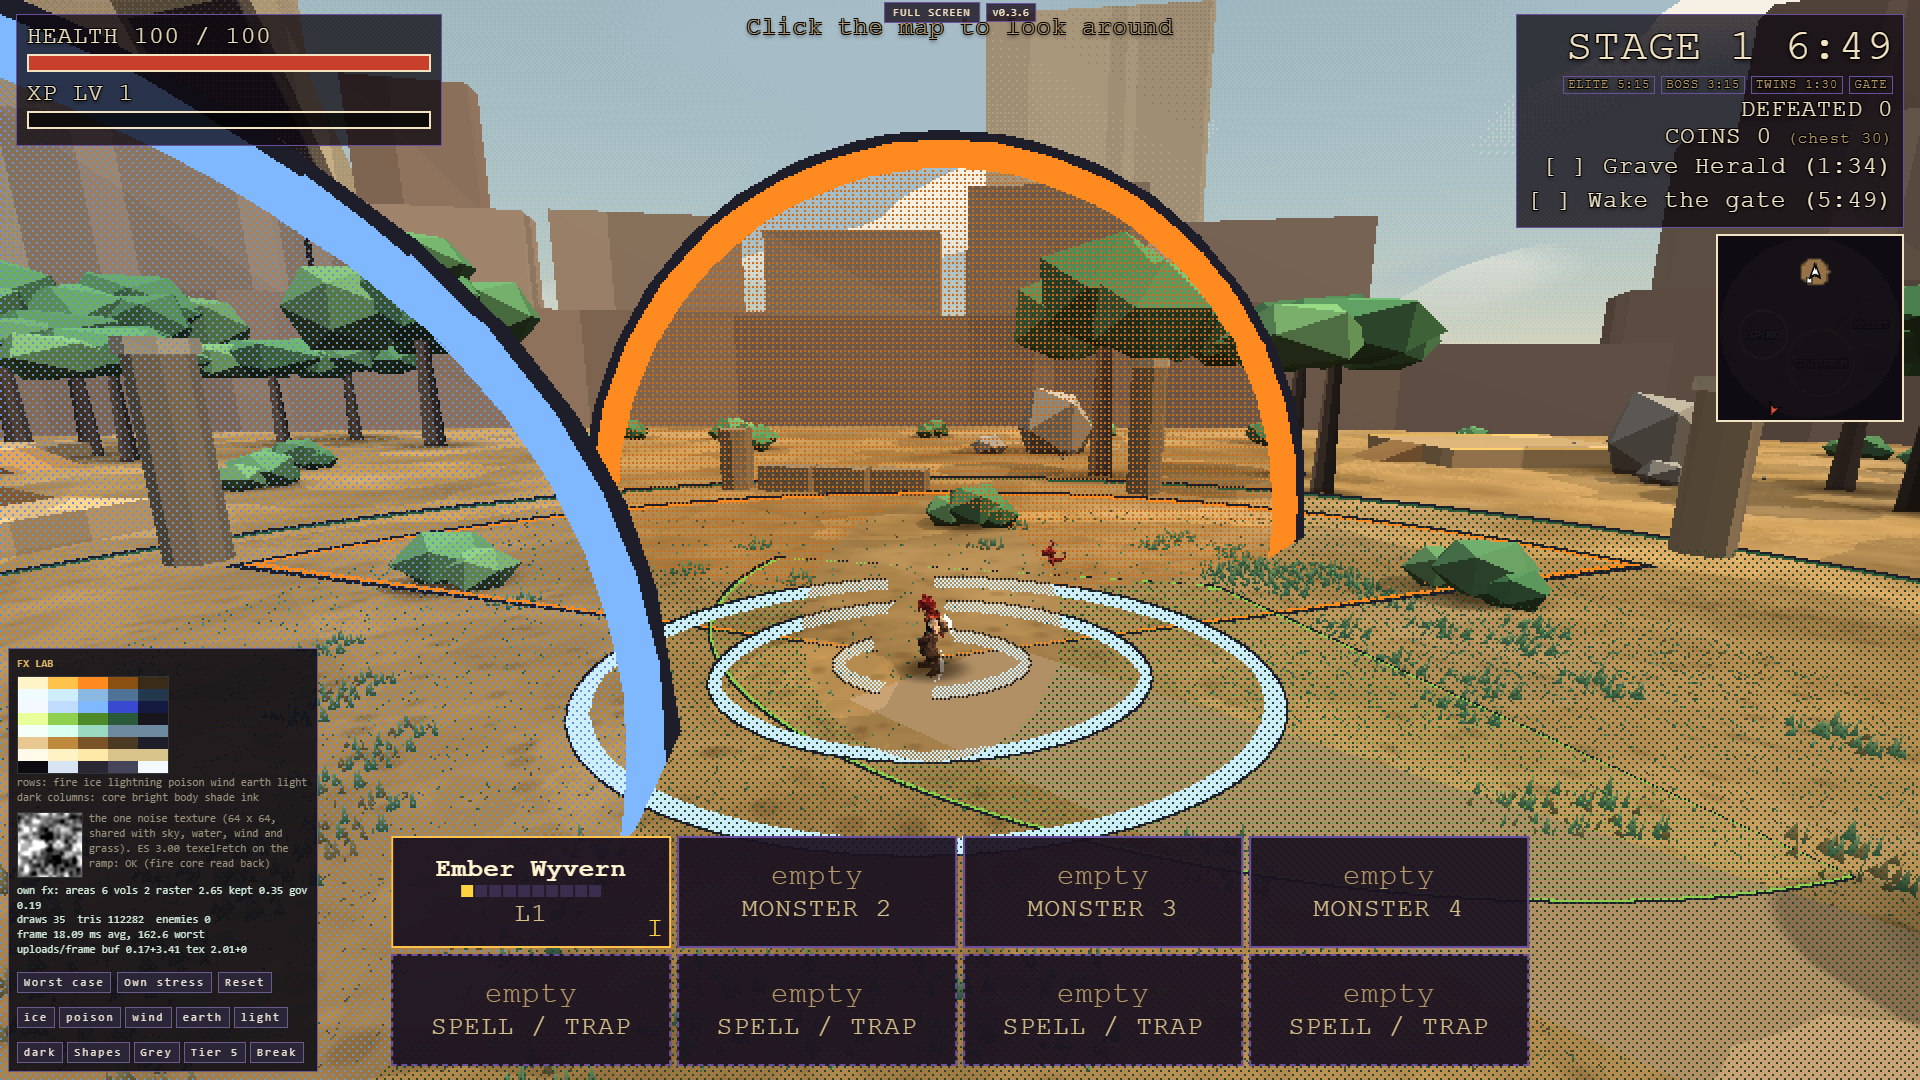 FULL SCREEN
v0.3.6
Click the map to look around
HEALTH 100 / 100
XP LV 1
STAGE 1 6:49
ELITE 5:15 BOSS 3:15 TWINS 1:30 GATE
DEFEATED 0
COINS 0 (chest 30)
[ ] Grave Herald (1:34)
[ ] Wake the gate (5:49)
FX LAB
rows: fire ice lightning poison wind earth light
dark columns: core bright body shade ink
the one noise texture (64 x 64,
shared with sky, water, wind and
grass). ES 3.00 texelFetch on the
ramp: OK (fire core read back)
own fx: areas 6 vols 2 raster 2.65 kept 0.35 gov
0.19
draws 35 tris 112282 enemies 0
frame 18.09 ms avg, 162.6 worst
uploads/frame buf 0.17+3.41 tex 2.01+0
Worst case Own stress Reset
ice poison wind earth light
dark Shapes Grey Tier 5 Break
Ember Wyvern
L1
I
empty
MONSTER 2
empty
MONSTER 3
empty
MONSTER 4
empty
SPELL / TRAP
empty
SPELL / TRAP
empty
SPELL / TRAP
empty
SPELL / TRAP